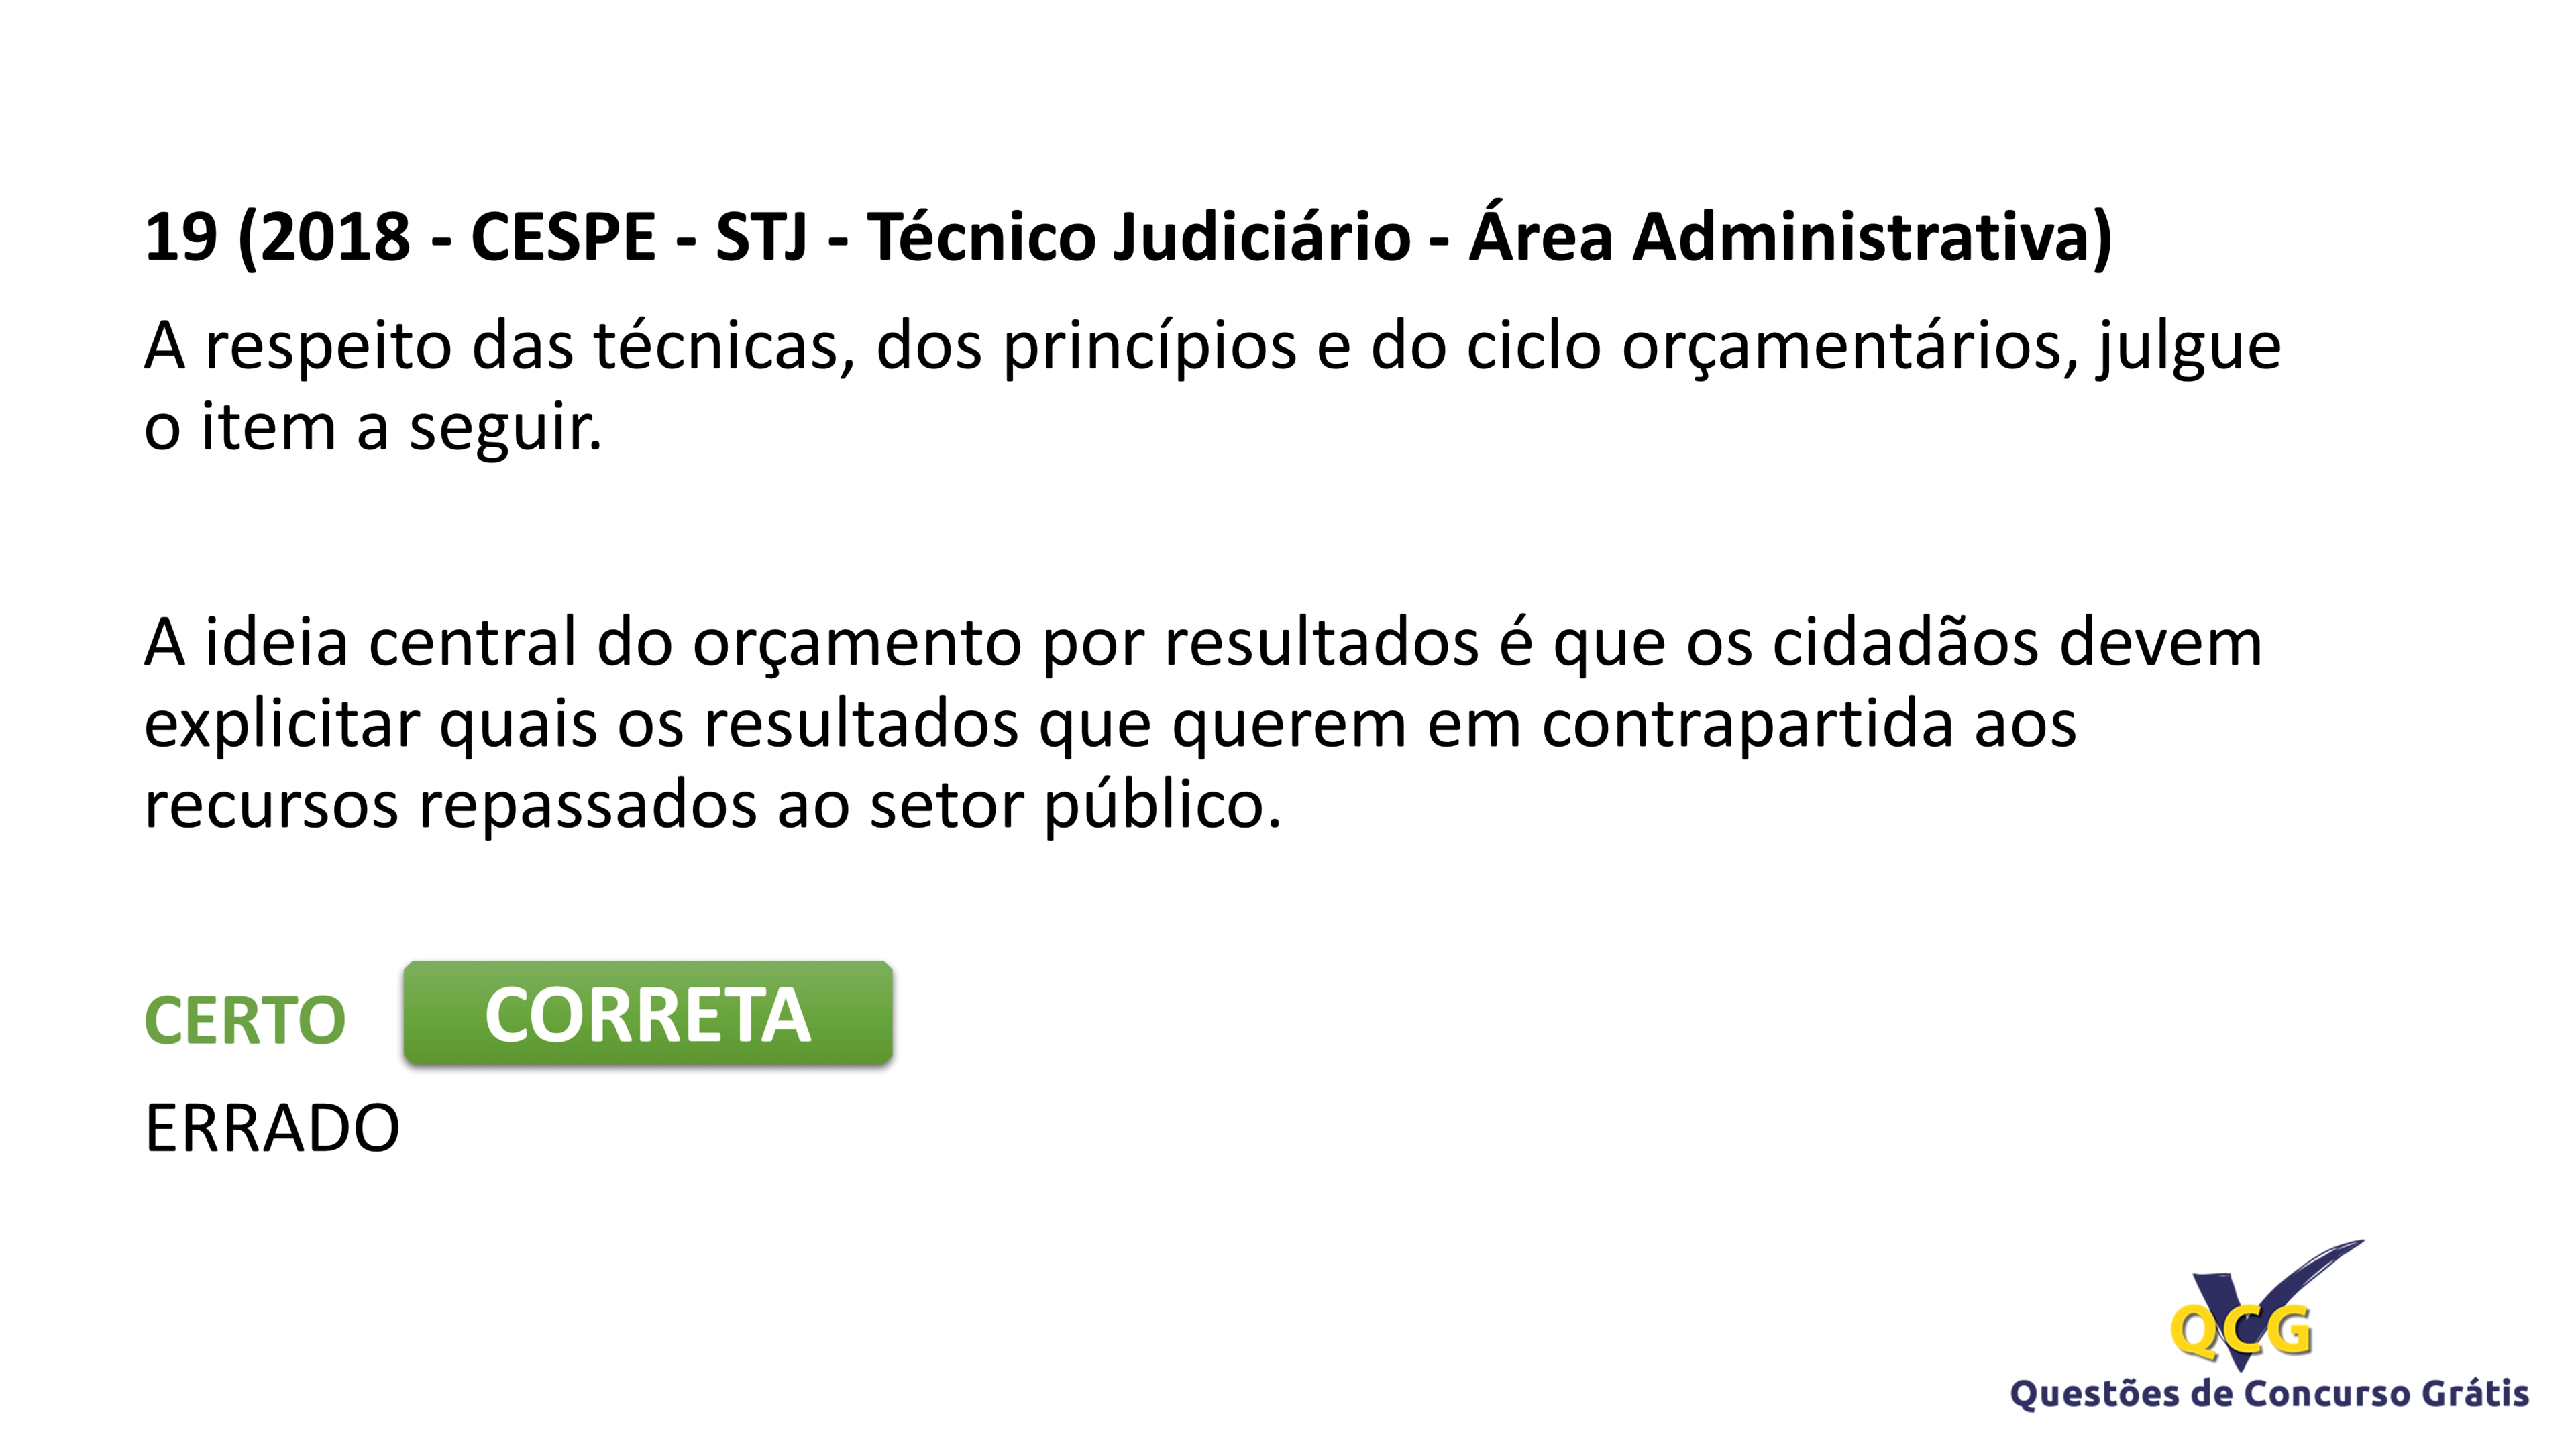 19 (2018 - CESPE - STJ - Técnico Judiciário - Área Administrativa)
A respeito das técnicas, dos princípios e do ciclo orçamentários, julgue
o item a seguir.
A ideia central do orçamento por resultados é que os cidadãos devem
explicitar quais os resultados que querem em contrapartida aos
recursos repassados ao setor público.
CERTO CORRETA
ERRADO
QCG
Questões de Concurso Grátis